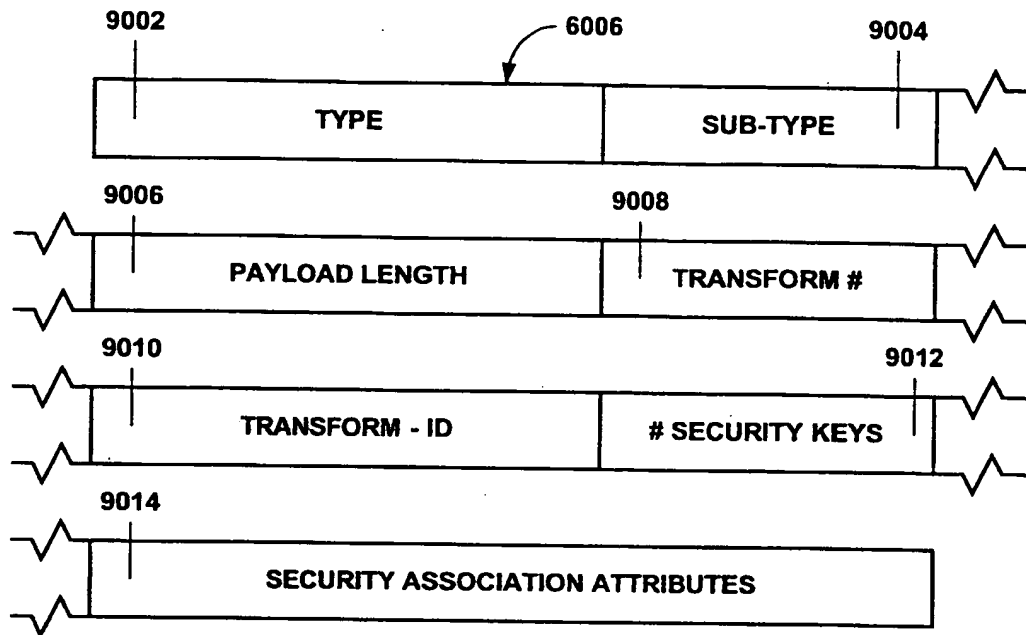 9002 6006 9004
TYPE SUB-TYPE
9006 9008
PAYLOAD LENGTH TRANSFORM #
9010 9012
TRANSFORM - ID # SECURITY KEYS
9014
SECURITY ASSOCIATION ATTRIBUTES